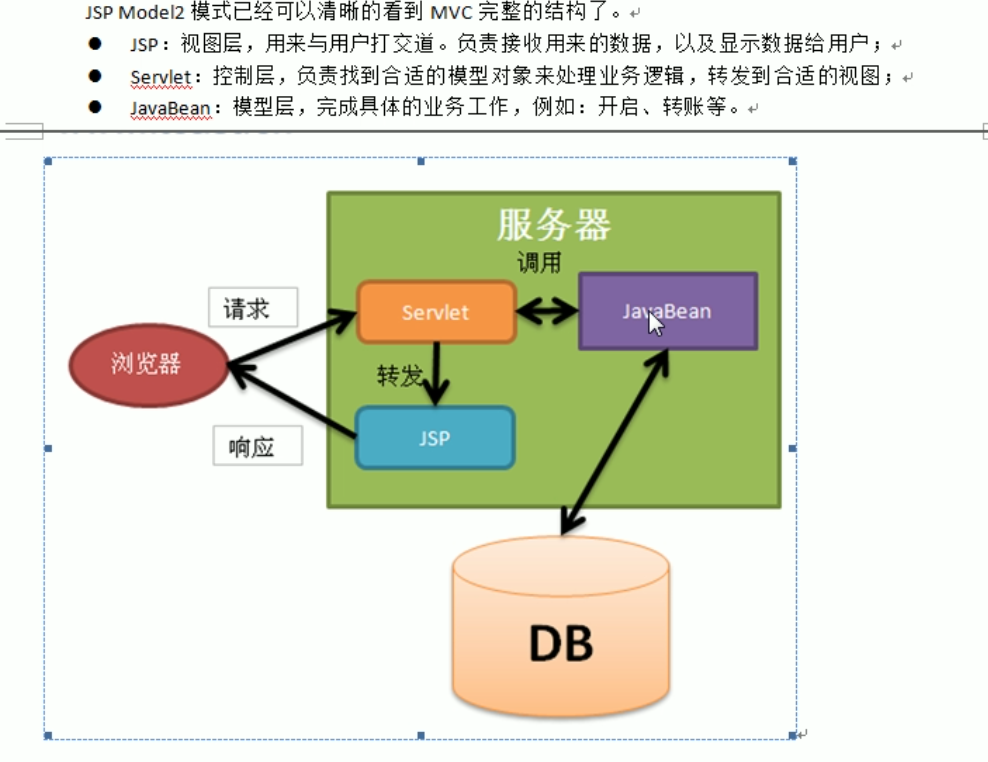 JSP Model2 模式已经可以清晰的看到 MVC 完整的结构了。
● JSP：视图层，用来与用户打交道。负责接收用来的数据，以及显示数据给用户；
● Servlet：控制层，负责找到合适的模型对象来处理业务逻辑，转发到合适的视图；
● JavaBean：模型层，完成具体的业务工作，例如：开启、转账等。
服务器
调用
请求
Servlet
JavaBean
浏览器
转发
响应
JSP
DB